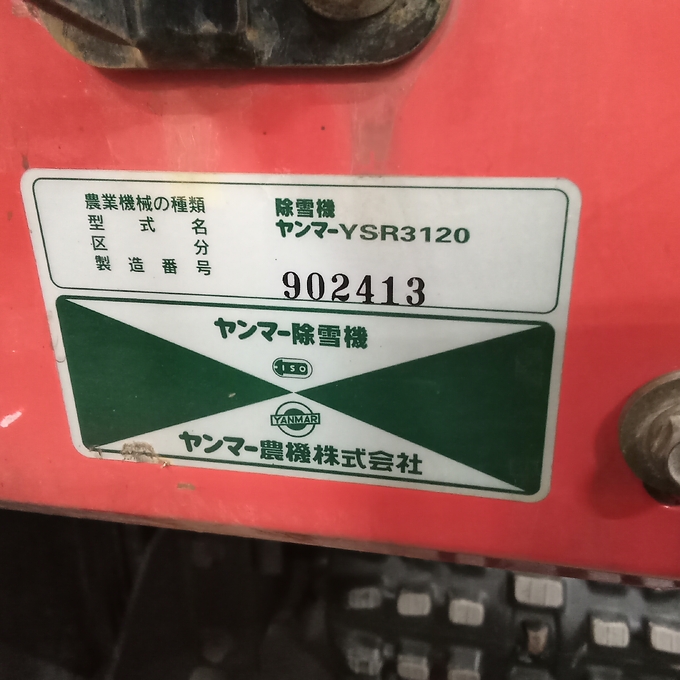 農業機械の種類 除雪機
型式名 ヤンマーYSR3120
区分
製造番号 902413
ヤンマー除雪機
ISO
YANMAR
ヤンマー農機株式会社